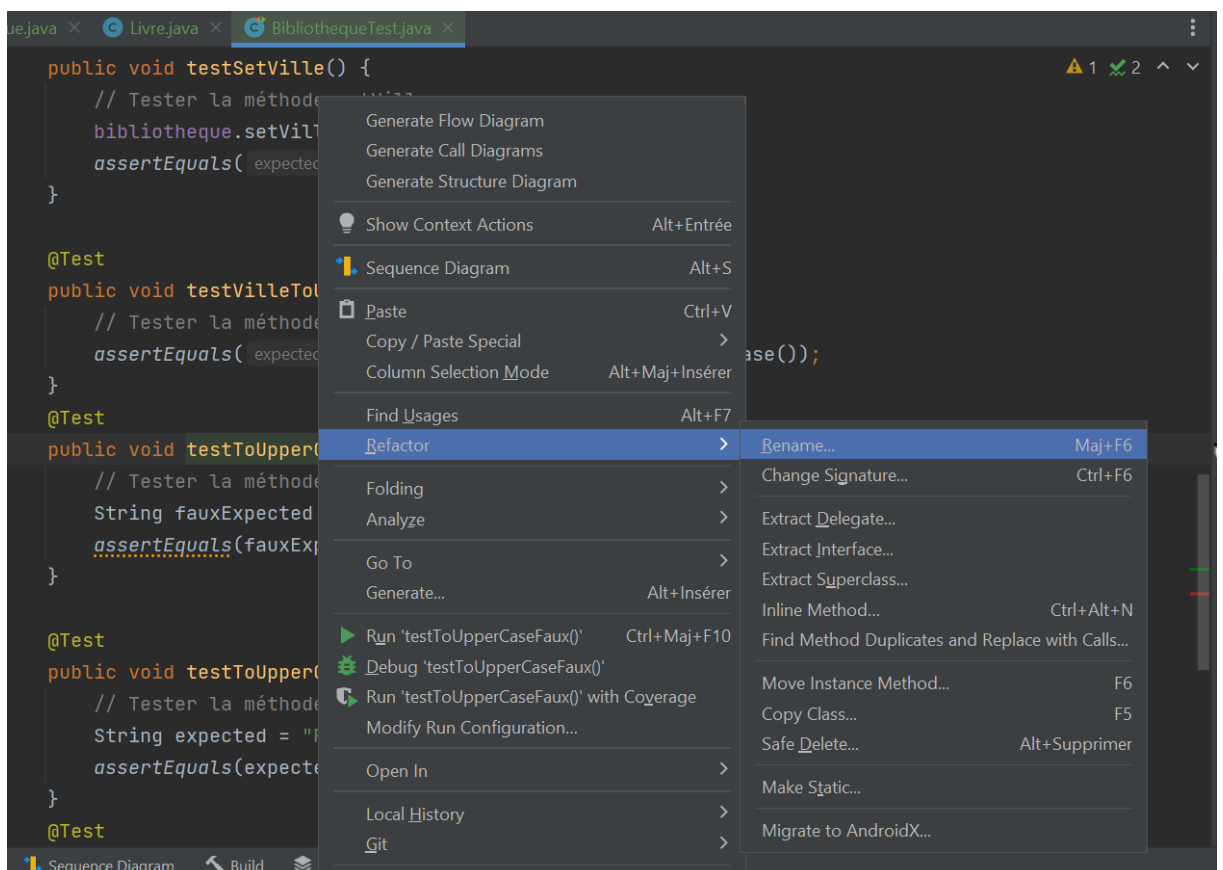 ue.java Livre.java BibliothequeTest.java
public void testSetVille() { 1 2
// Tester la méthode
bibliotheque.setVill
assertEquals( expected
}
@Test
public void testVilleToU
// Tester la méthode
assertEquals( expected ase());
}
@Test
public void testToUpperC
// Tester la méthode
String fauxExpected
assertEquals(fauxExp
}
@Test
public void testToUpperC
// Tester la méthode
String expected = "F
assertEquals(expecte
}
@Test
Sequence Diagram Build
Generate Flow Diagram
Generate Call Diagrams
Generate Structure Diagram
Show Context Actions Alt+Entrée
Sequence Diagram Alt+S
Paste Ctrl+V
Copy / Paste Special
Column Selection Mode Alt+Maj+Insérer
Find Usages Alt+F7
Refactor
Folding
Analyze
Go To
Generate... Alt+Insérer
Run 'testToUpperCaseFaux()' Ctrl+Maj+F10
Debug 'testToUpperCaseFaux()'
Run 'testToUpperCaseFaux()' with Coverage
Modify Run Configuration...
Open In
Local History
Git
Rename... Maj+F6
Change Signature... Ctrl+F6
Extract Delegate...
Extract Interface...
Extract Superclass...
Inline Method... Ctrl+Alt+N
Find Method Duplicates and Replace with Calls...
Move Instance Method... F6
Copy Class... F5
Safe Delete... Alt+Supprimer
Make Static...
Migrate to AndroidX...